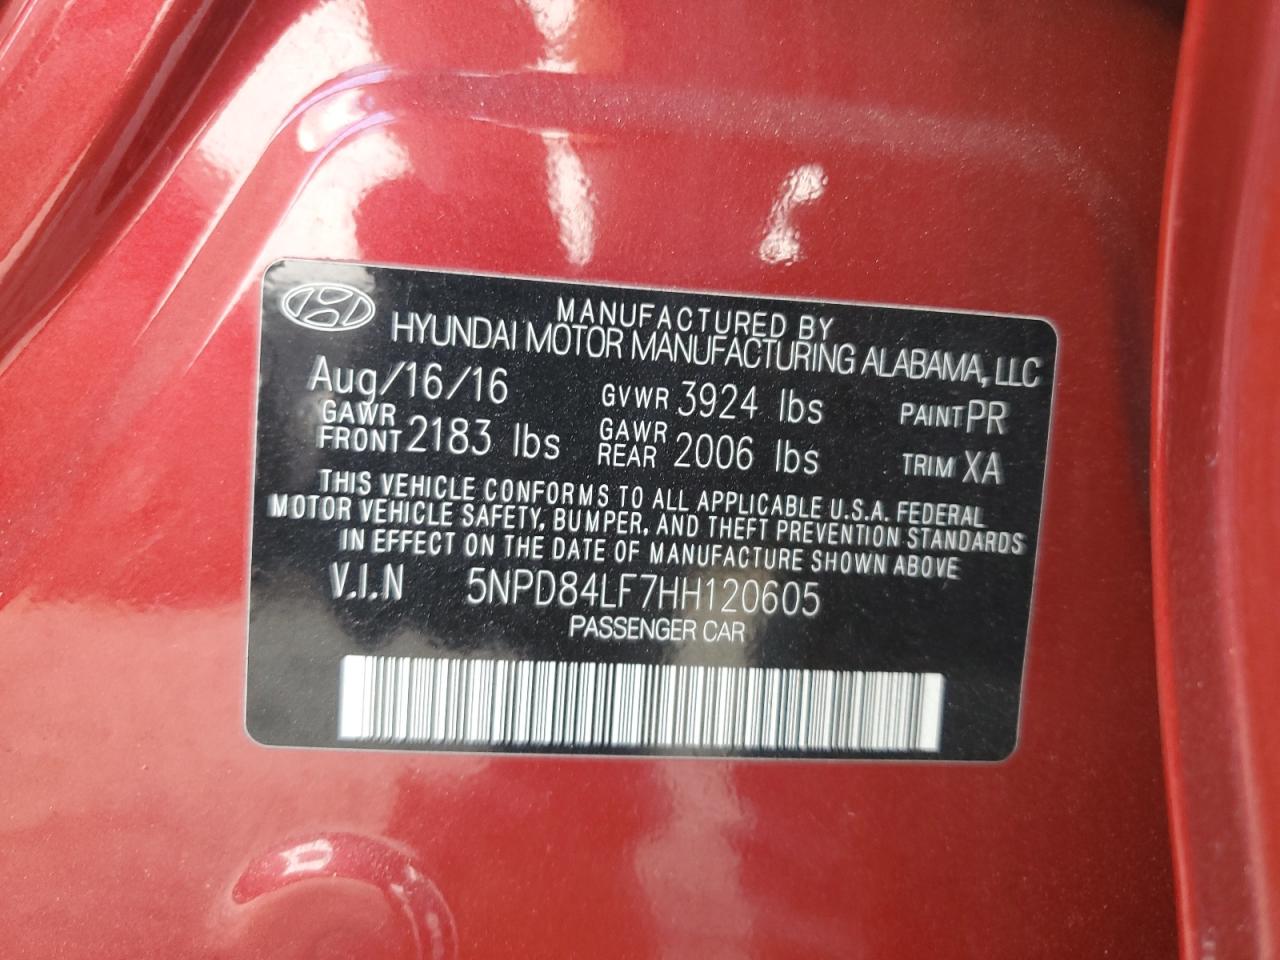 MANUFACTURED BY
HYUNDAI MOTOR MANUFACTURING ALABAMA, LLC
Aug/16/16 GVWR 3924 lbs PAINT PR
GAWR FRONT 2183 lbs GAWR REAR 2006 lbs TRIM XA
THIS VEHICLE CONFORMS TO ALL APPLICABLE U.S.A. FEDERAL
MOTOR VEHICLE SAFETY, BUMPER, AND THEFT PREVENTION STANDARDS
IN EFFECT ON THE DATE OF MANUFACTURE SHOWN ABOVE
V.I.N 5NPD84LF7HH120605
PASSENGER CAR